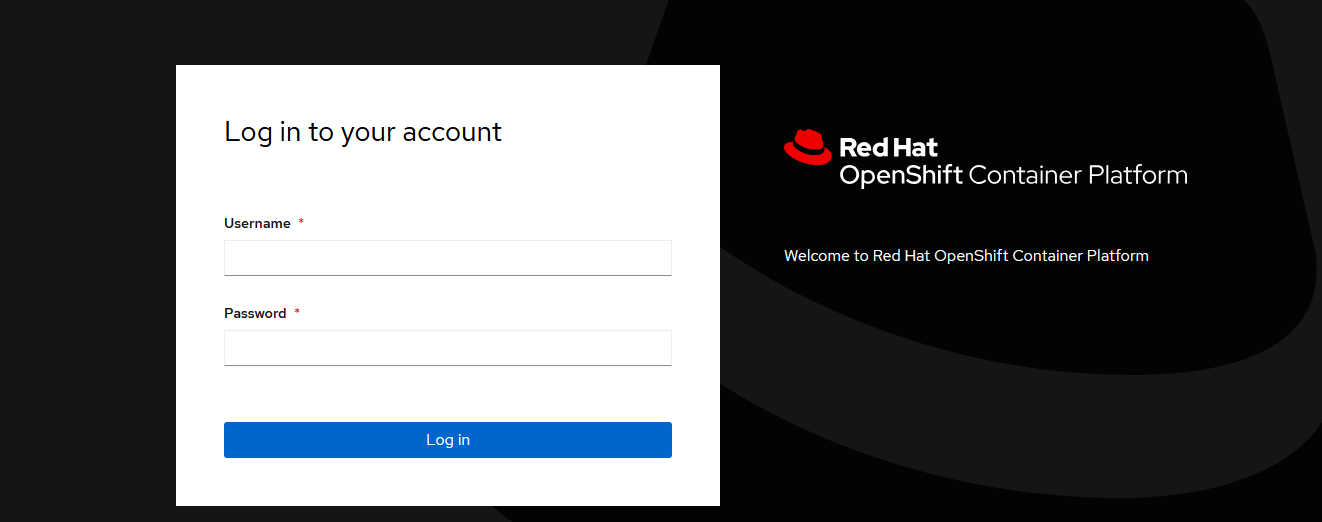 Log in to your account
Username *
Password *
Log in
Red Hat
OpenShift Container Platform
Welcome to Red Hat OpenShift Container Platform